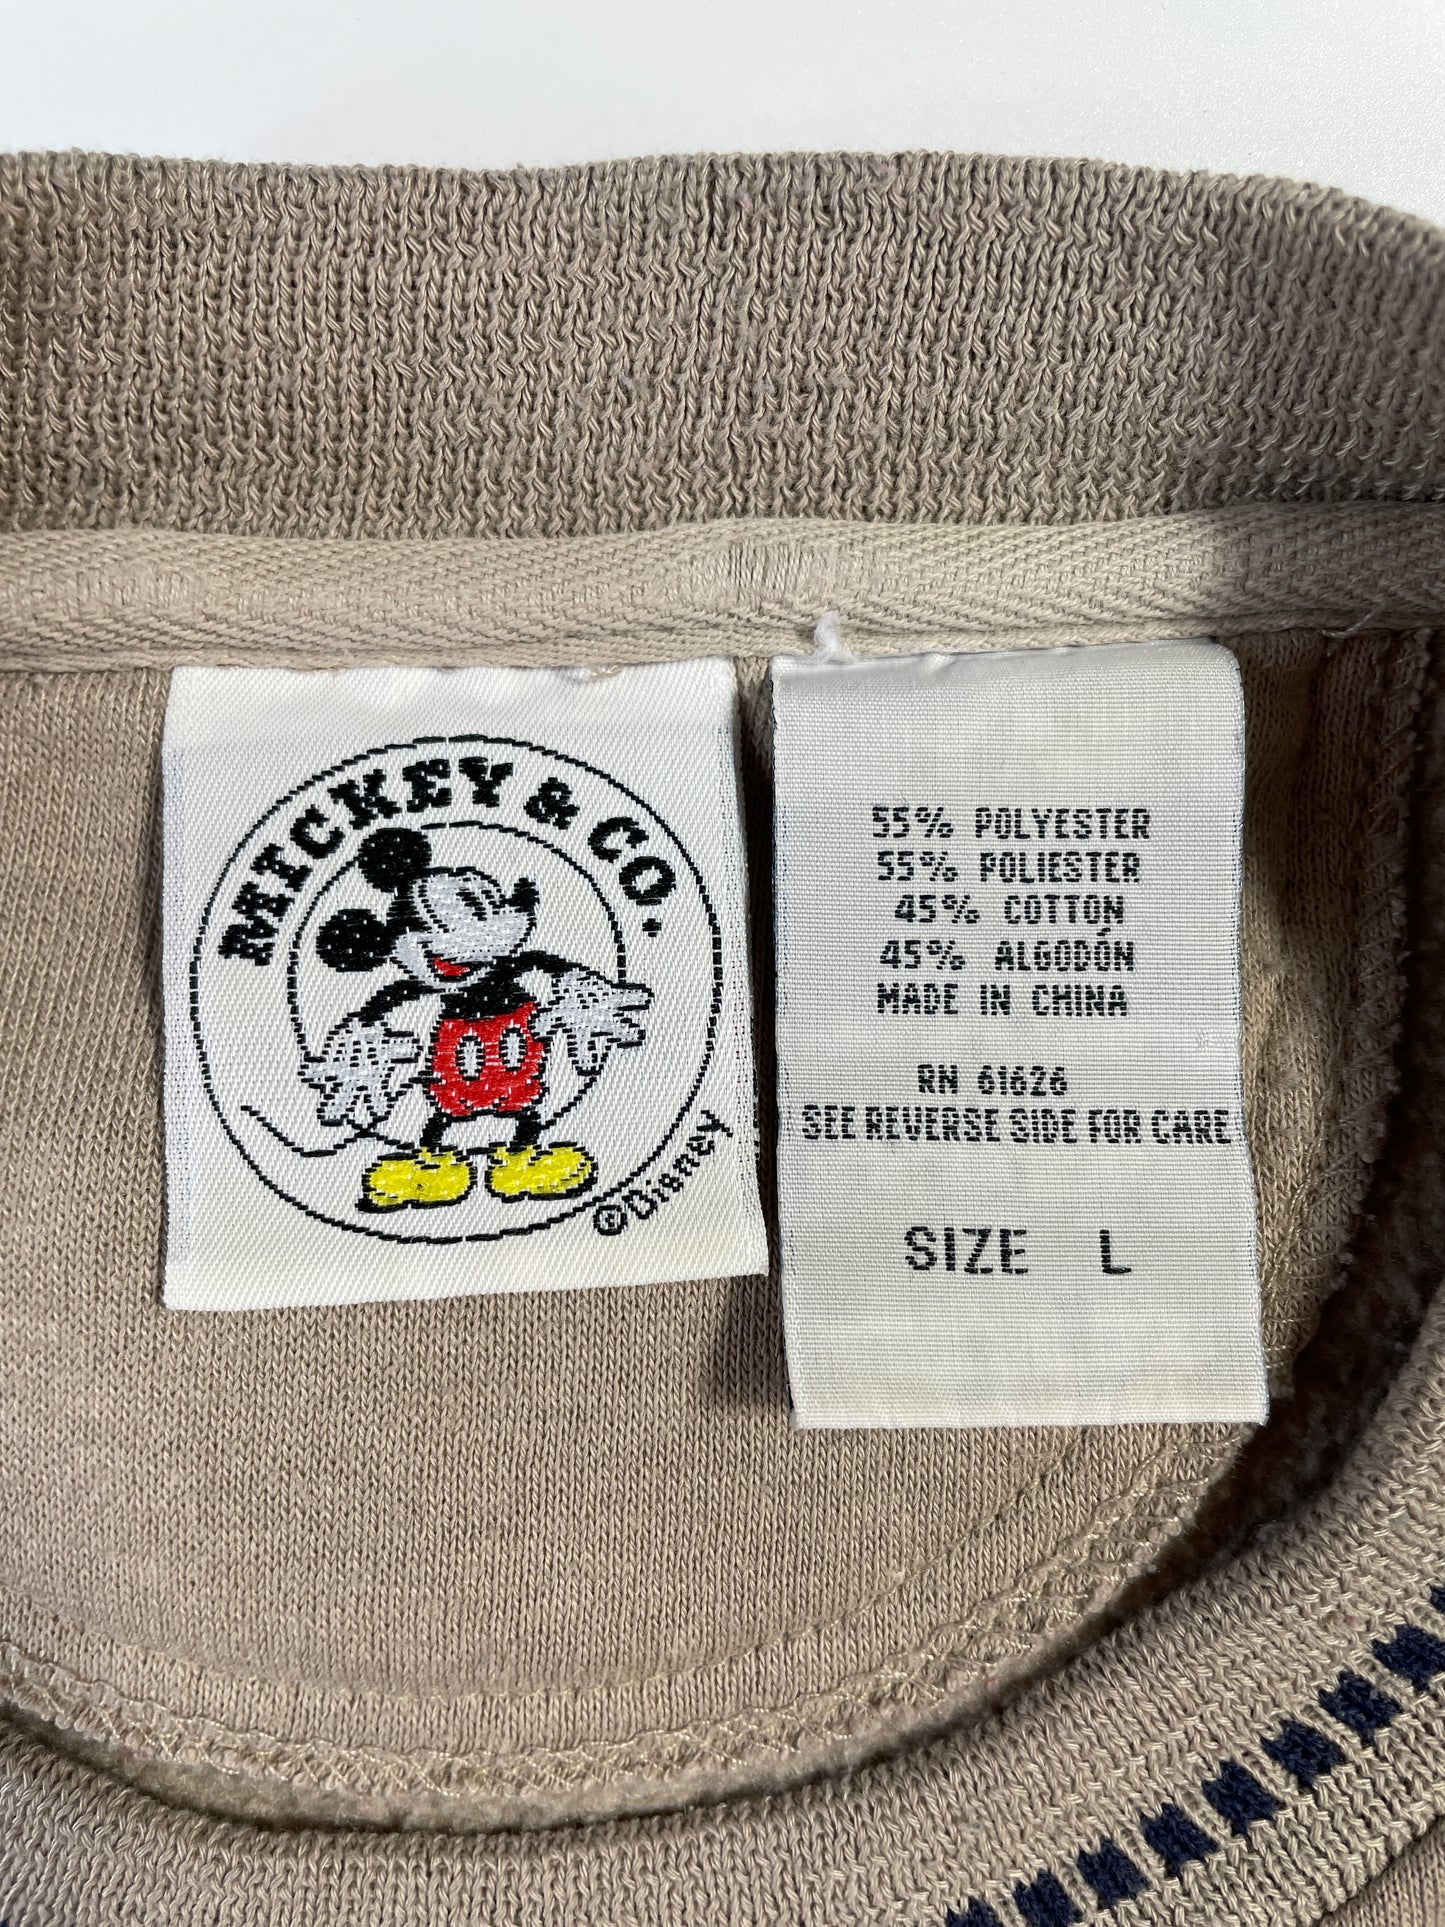 MICKEY & CO.
©Disney
55% POLYESTER
55% POLIESTER
45% COTTON
45% ALGODÓN
MADE IN CHINA
RN 61626
SEE REVERSE SIDE FOR CARE
SIZE L